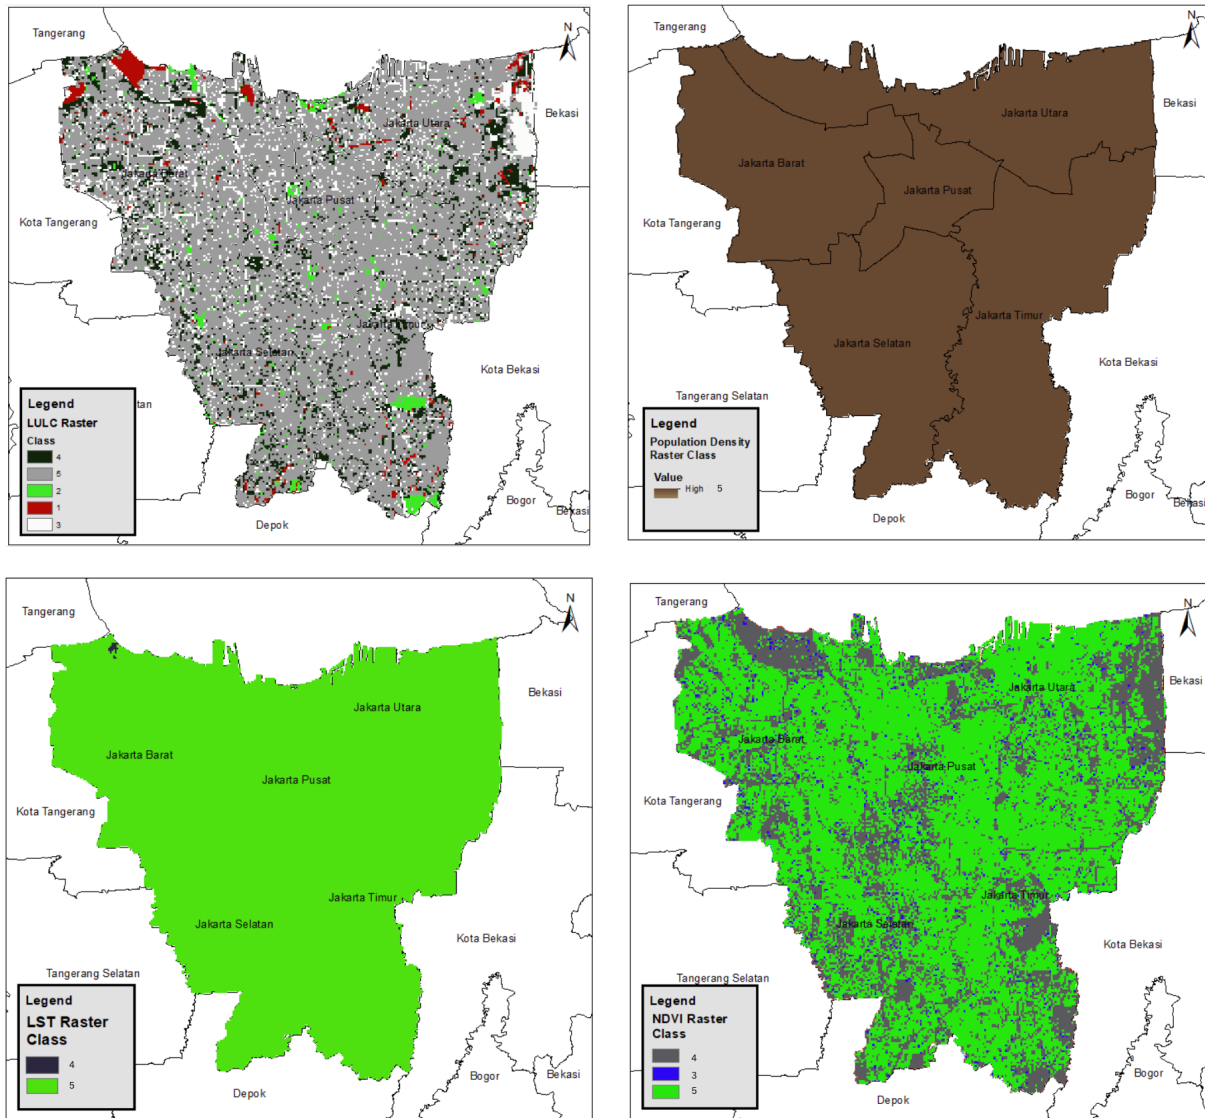 Tangerang
N
Bekasi
Jakarta Utara
Jakarta Barat
Jakarta Pusat
Kota Tangerang
Jakarta Timur
Jakarta Selatan
Kota Bekasi
Legend
tan
LULC Raster
Class
4
5
2
1
3
Bogor
Bekasi
Depok
Tangerang
N
Bekasi
Jakarta Utara
Jakarta Barat
Jakarta Pusat
Kota Tangerang
Jakarta Timur
Jakarta Selatan
Kota Bekasi
Tangerang Selatan
Legend
Population Density
Raster Class
Value
High 5
Bogor
Bekasi
Depok
Tangerang
N
Bekasi
Jakarta Utara
Jakarta Barat
Jakarta Pusat
Kota Tangerang
Jakarta Timur
Jakarta Selatan
Kota Bekasi
Tangerang Selatan
Legend
LST Raster
Class
4
5
Bogor
Bekasi
Depok
Tangerang
N
Bekasi
Jakarta Utara
Jakarta Barat
Jakarta Pusat
Kota Tangerang
Jakarta Timur
Jakarta Selatan
Kota Bekasi
Tangerang Selatan
Legend
NDVI Raster
Class
4
3
5
Bogor
Bekasi
Depok